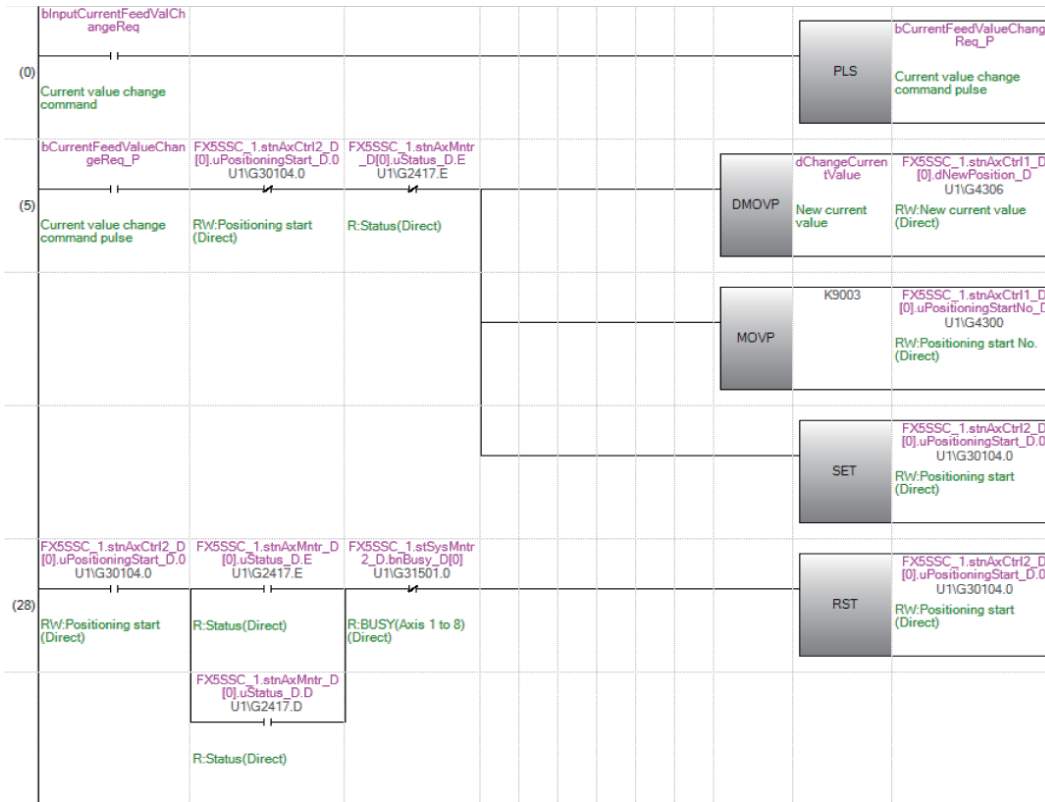 bInputCurrentFeedValCh
angeReq
bCurrentFeedValueChang
Req_P
(0)
PLS
Current value change
command
Current value change
command pulse
bCurrentFeedValueChan
geReq_P
FX5SSC_1.stnAxCtrl2_D
[0].uPositioningStart_D.0
U1\G30104.0
FX5SSC_1.stnAxMntr
_D[0].uStatus_D.E
U1\G2417.E
dChangeCurren
tValue
FX5SSC_1.stnAxCtrl1_D
[0].dNewPosition_D
U1\G4306
(5)
DMOVP
Current value change
command pulse
RW:Positioning start
(Direct)
R:Status(Direct)
New current
value
RW:New current value
(Direct)
K9003
FX5SSC_1.stnAxCtrl1_D
[0].uPositioningStartNo_D
U1\G4300
MOVP
RW:Positioning start No.
(Direct)
FX5SSC_1.stnAxCtrl2_D
[0].uPositioningStart_D.0
U1\G30104.0
SET
RW:Positioning start
(Direct)
FX5SSC_1.stnAxCtrl2_D
[0].uPositioningStart_D.0
U1\G30104.0
FX5SSC_1.stnAxMntr_D
[0].uStatus_D.E
U1\G2417.E
FX5SSC_1.stSysMntr
2_D.bnBusy_D[0]
U1\G31501.0
FX5SSC_1.stnAxCtrl2_D
[0].uPositioningStart_D.0
U1\G30104.0
(28)
RST
RW:Positioning start
(Direct)
R:Status(Direct)
R:BUSY(Axis 1 to 8)
(Direct)
RW:Positioning start
(Direct)
FX5SSC_1.stnAxMntr_D
[0].uStatus_D.D
U1\G2417.D
R:Status(Direct)